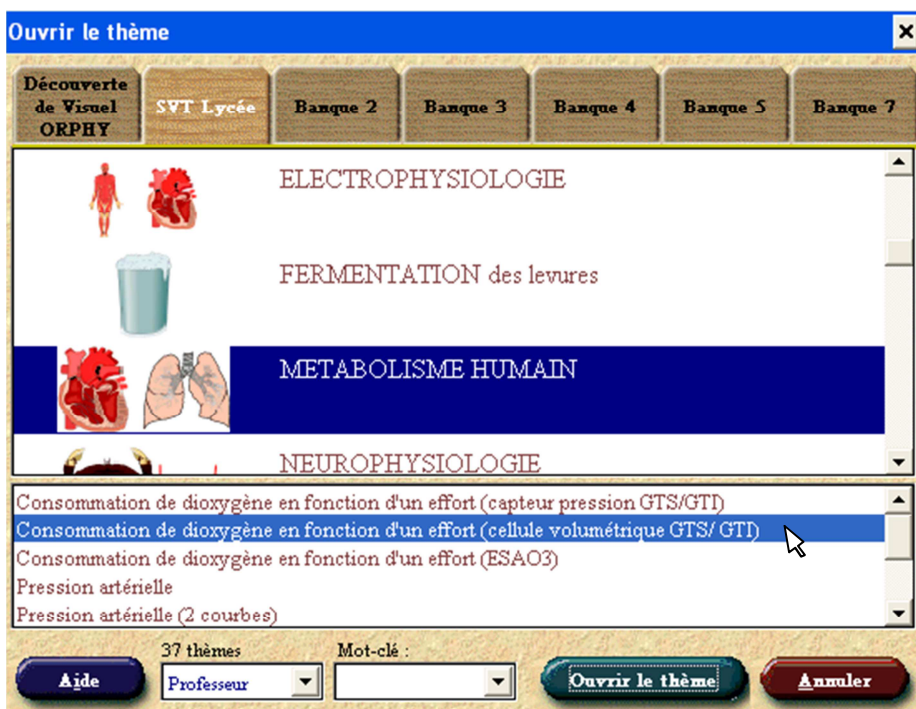 Ouvrir le thème
Découverte
de Visuel
ORPHY
SVT Lycée
Banque 2
Banque 3
Banque 4
Banque 5
Banque 7
ELECTROPHYSIOLOGIE
FERMENTATION des levures
METABOLISME HUMAIN
NEUROPHYSIOLOGIE
Consommation de dioxygène en fonction d'un effort (capteur pression GTS/GTI)
Consommation de dioxygène en fonction d'un effort (cellule volumétrique GTS/ GTI)
Consommation de dioxygène en fonction d'un effort (ESAO3)
Pression artérielle
Pression artérielle (2 courbes)
37 thèmes
Mot-clé :
Aide
Professeur
Ouvrir le thème
Annuler